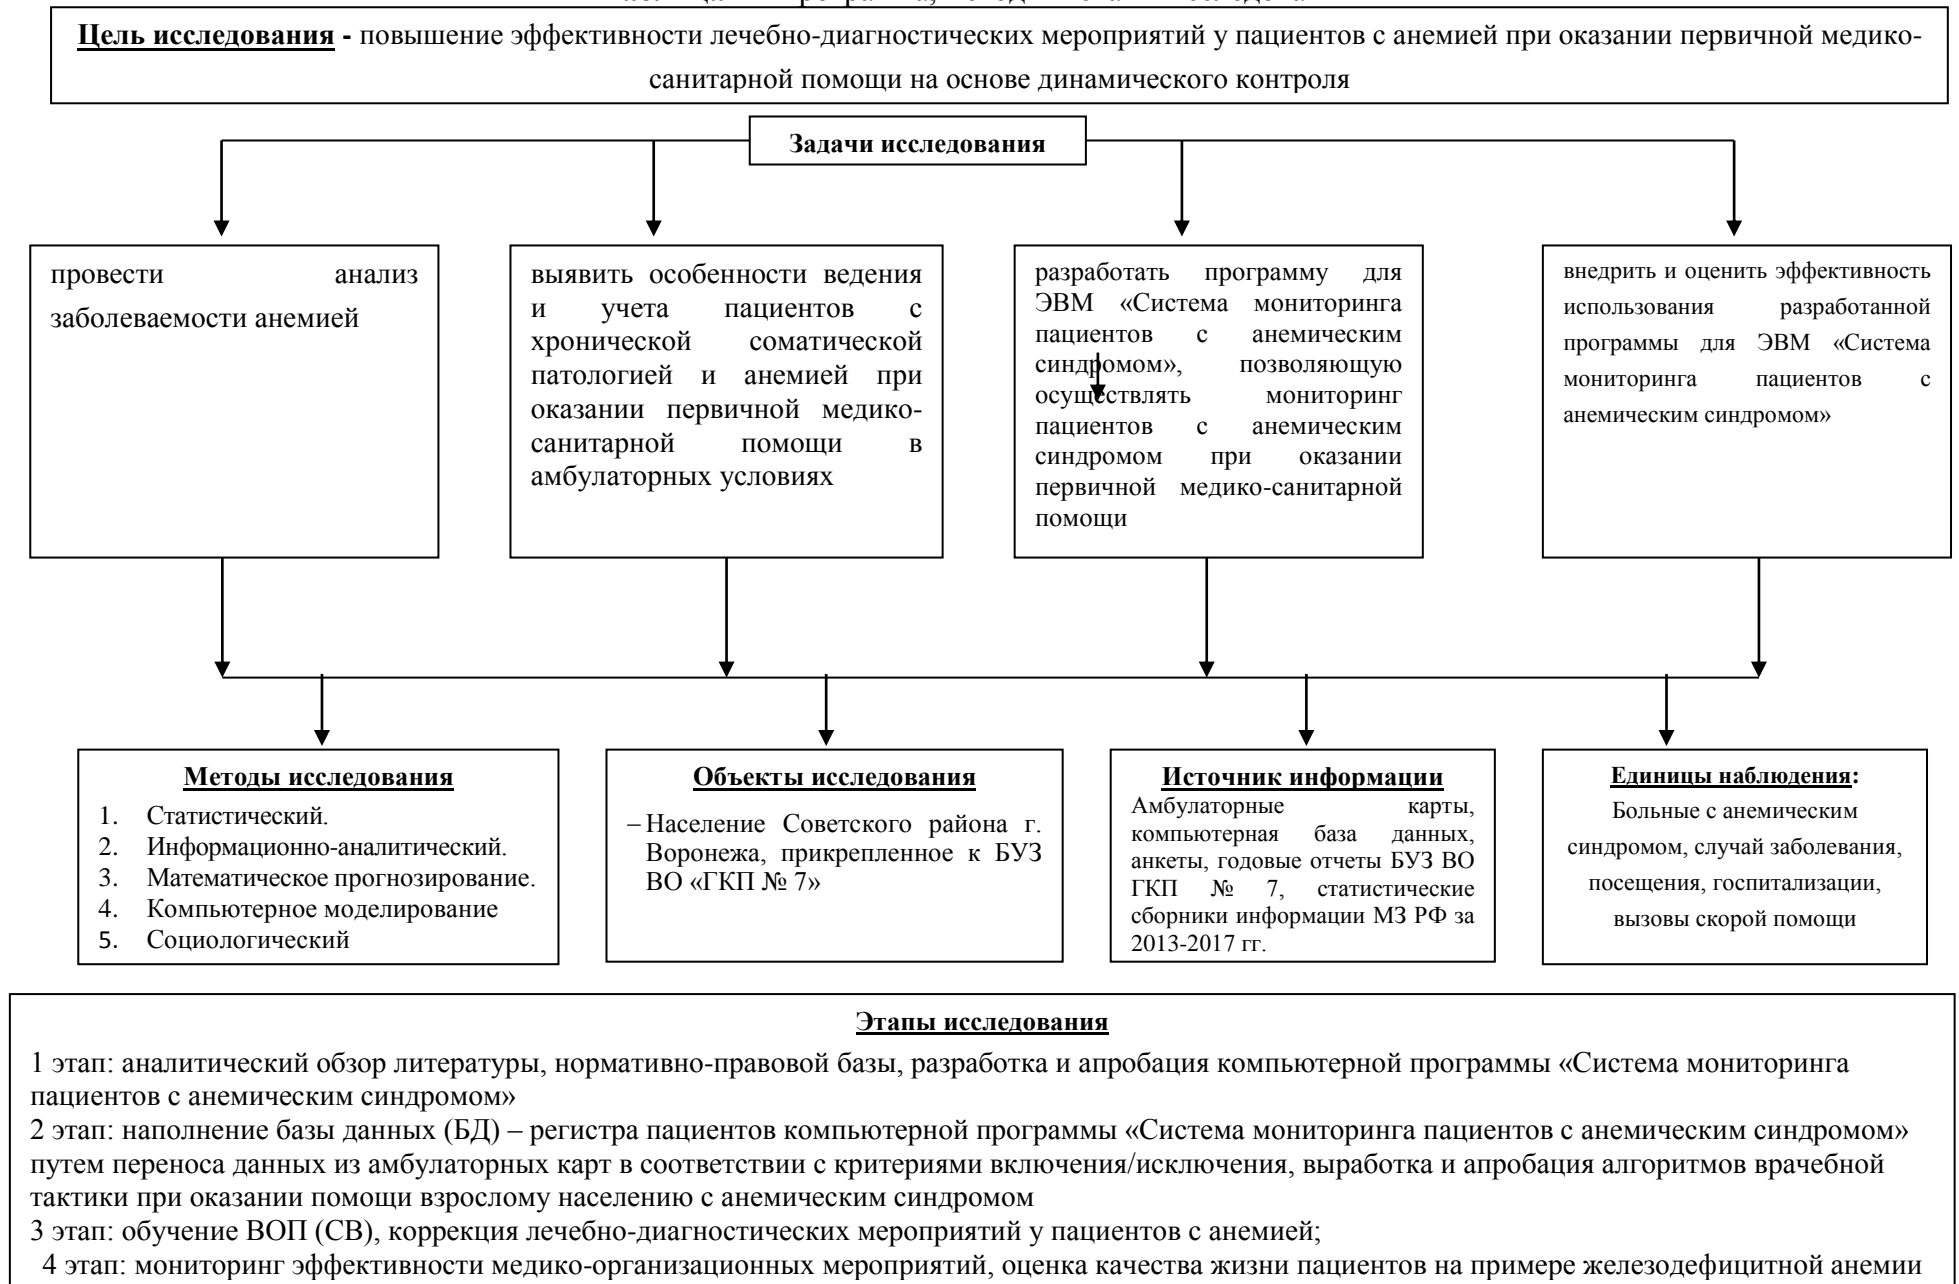 Цель исследования - повышение эффективности лечебно-диагностических мероприятий у пациентов с анемией при оказании первичной медико-
санитарной помощи на основе динамического контроля
Задачи исследования
провести анализ
заболеваемости анемией
выявить особенности ведения
и учета пациентов с
хронической соматической
патологией и анемией при
оказании первичной медико-
санитарной помощи в
амбулаторных условиях
разработать программу для
ЭВМ «Система мониторинга
пациентов с анемическим
синдромом», позволяющую
осуществлять мониторинг
пациентов с анемическим
синдромом при оказании
первичной медико-санитарной
помощи
внедрить и оценить эффективность
использования разработанной
программы для ЭВМ «Система
мониторинга пациентов с
анемическим синдромом»
Методы исследования
1. Статистический.
2. Информационно-аналитический.
3. Математическое прогнозирование.
4. Компьютерное моделирование
5. Социологический
Объекты исследования
– Население Советского района г.
Воронежа, прикрепленное к БУЗ
ВО «ГКП № 7»
Источник информации
Амбулаторные карты,
компьютерная база данных,
анкеты, годовые отчеты БУЗ ВО
ГКП № 7, статистические
сборники информации МЗ РФ за
2013-2017 гг.
Единицы наблюдения:
Больные с анемическим
синдромом, случай заболевания,
посещения, госпитализации,
вызовы скорой помощи
Этапы исследования
1 этап: аналитический обзор литературы, нормативно-правовой базы, разработка и апробация компьютерной программы «Система мониторинга
пациентов с анемическим синдромом»
2 этап: наполнение базы данных (БД) – регистра пациентов компьютерной программы «Система мониторинга пациентов с анемическим синдромом»
путем переноса данных из амбулаторных карт в соответствии с критериями включения/исключения, выработка и апробация алгоритмов врачебной
тактики при оказании помощи взрослому населению с анемическим синдромом
3 этап: обучение ВОП (СВ), коррекция лечебно-диагностических мероприятий у пациентов с анемией;
4 этап: мониторинг эффективности медико-организационных мероприятий, оценка качества жизни пациентов на примере железодефицитной анемии